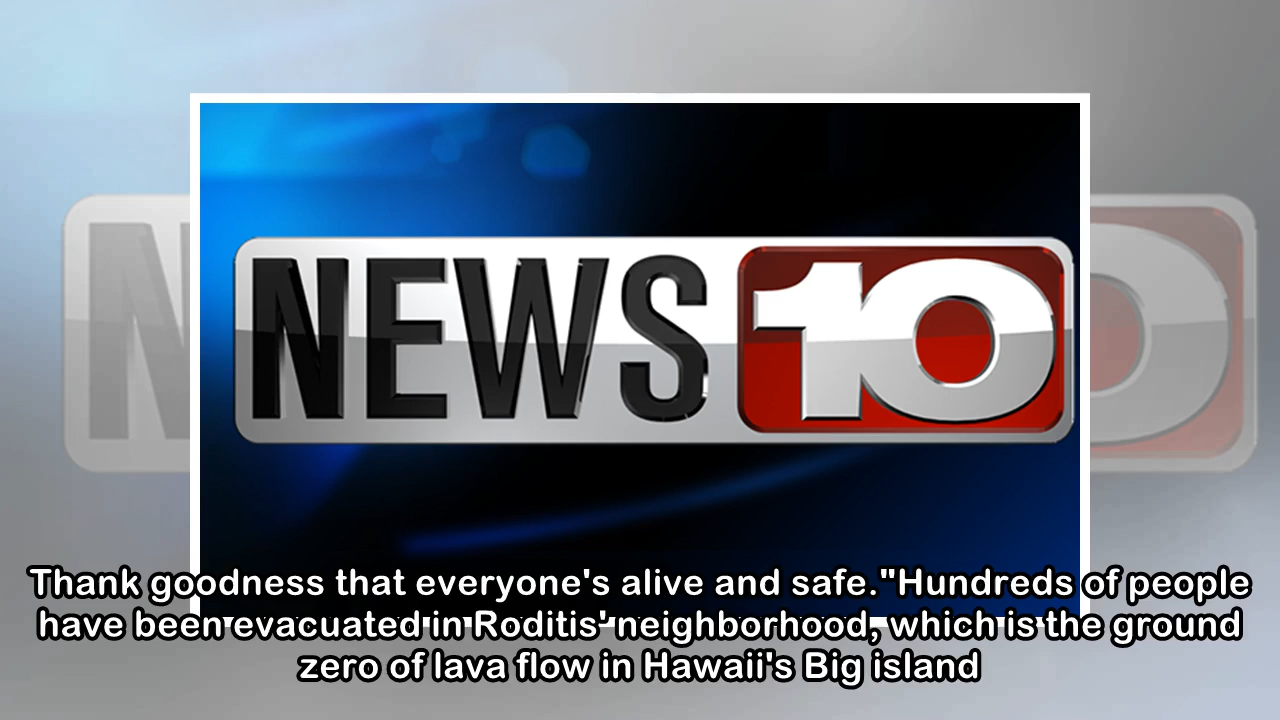 NEWS 10
Thank goodness that everyone's alive and safe."Hundreds of people
have been evacuated in Roditis' neighborhood, which is the ground
zero of lava flow in Hawaii's Big island